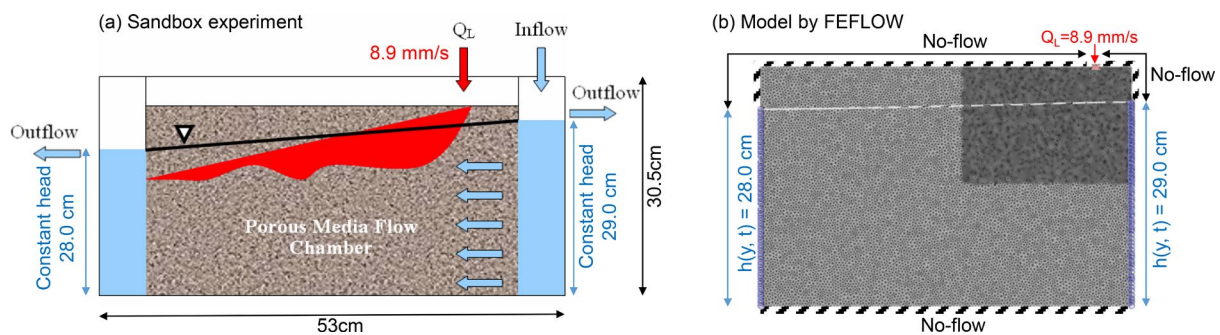 (a) Sandbox experiment
QL
8.9 mm/s
Inflow
Outflow
Outflow
Constant head
28.0 cm
Porous Media Flow
Chamber
Constant head
29.0 cm
30.5cm
53cm
(b) Model by FEFLOW
QL=8.9 mm/s
No-flow
No-flow
h(y, t) = 28.0 cm
h(y, t) = 29.0 cm
No-flow